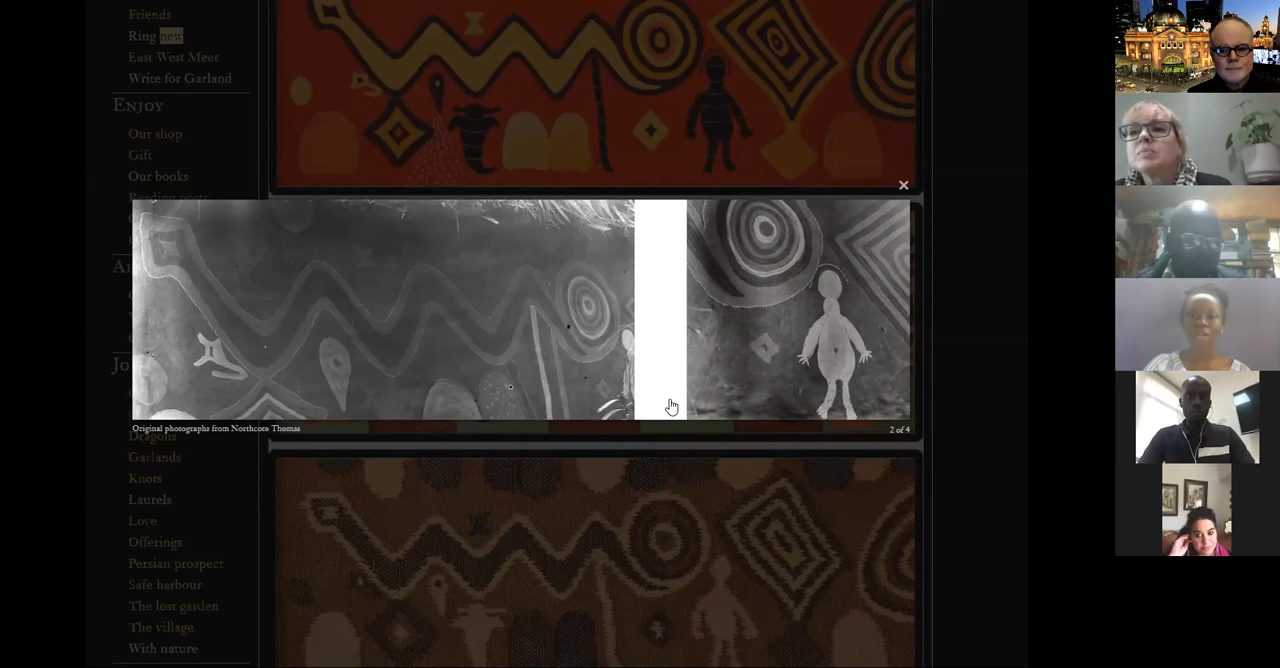 Friends
Ring new
East West Meet
Write for Garland
Enjoy
Our shop
Gift
Our books
Original photographs from Northcote Thomas
2 of 4
Dragons
Garlands
Knots
Laurels
Love
Offerings
Persian prospect
Safe harbour
The lost garden
The village
With nature